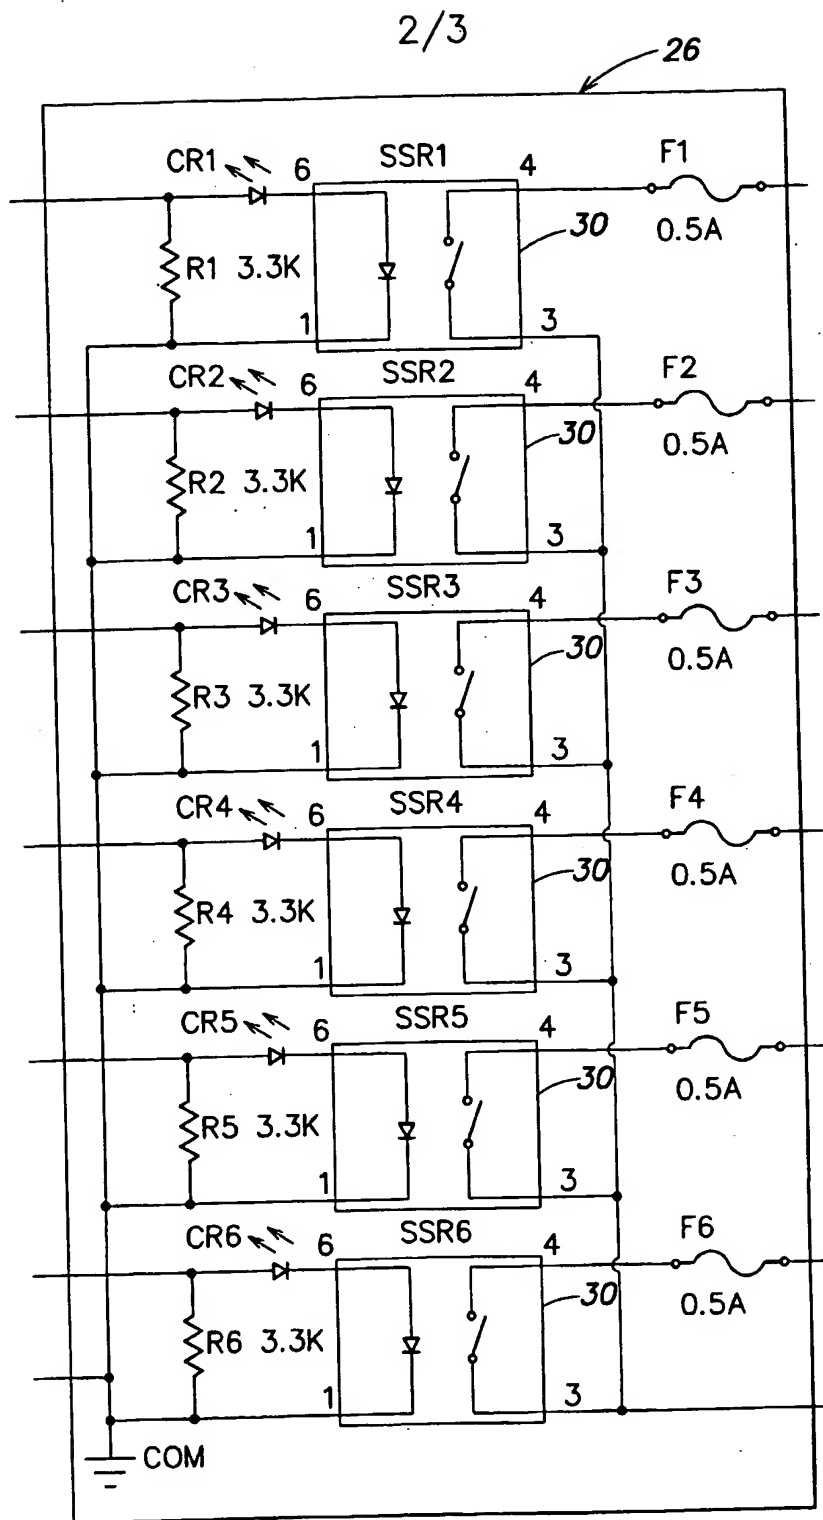 2/3
26
CR1 6 SSR1 4 F1
30 0.5A
R1 3.3K
1 3
CR2 6 SSR2 4 F2
30 0.5A
R2 3.3K
1 3
CR3 6 SSR3 4 F3
30 0.5A
R3 3.3K
1 3
CR4 6 SSR4 4 F4
30 0.5A
R4 3.3K
1 3
CR5 6 SSR5 4 F5
30 0.5A
R5 3.3K
1 3
CR6 6 SSR6 4 F6
30 0.5A
R6 3.3K
1 3
COM